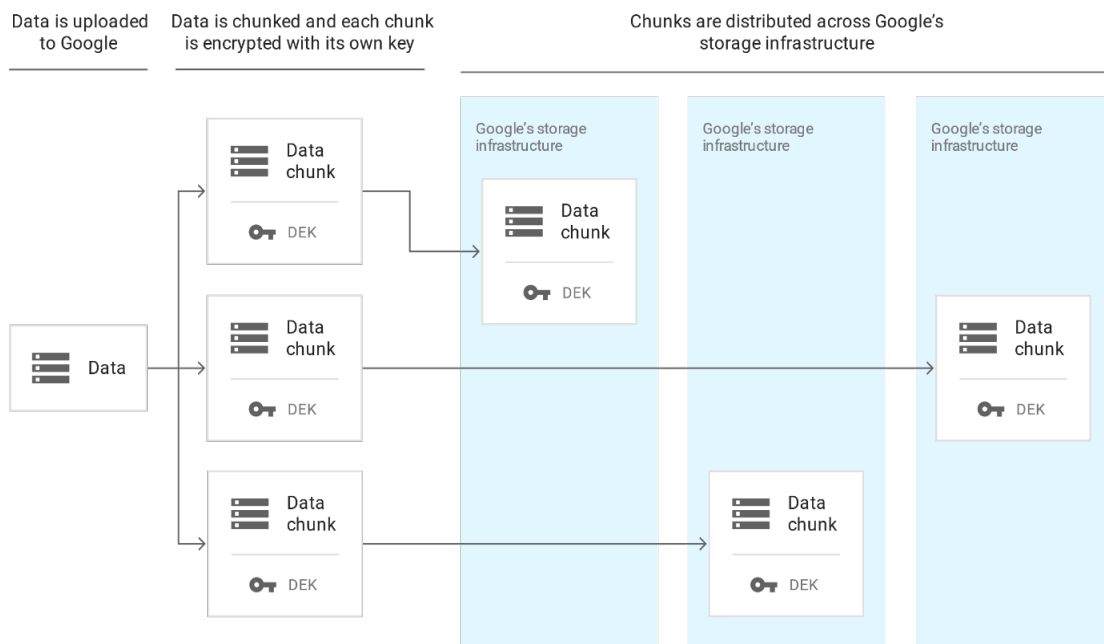 Data is uploaded
to Google
Data is chunked and each chunk
is encrypted with its own key
Chunks are distributed across Google's
storage infrastructure
Google's storage
infrastructure
Google's storage
infrastructure
Google's storage
infrastructure
Data
chunk
DEK
Data
chunk
DEK
Data
Data
chunk
DEK
Data
chunk
DEK
Data
chunk
DEK
Data
chunk
DEK